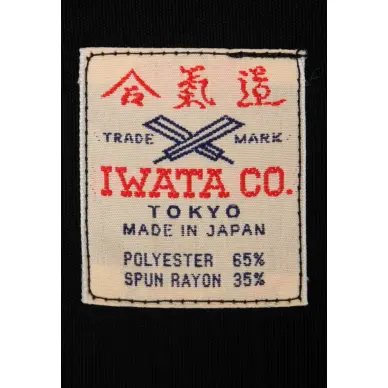 合氣道
TRADE MARK
IWATA CO.
TOKYO
MADE IN JAPAN
POLYESTER 65%
SPUN RAYON 35%